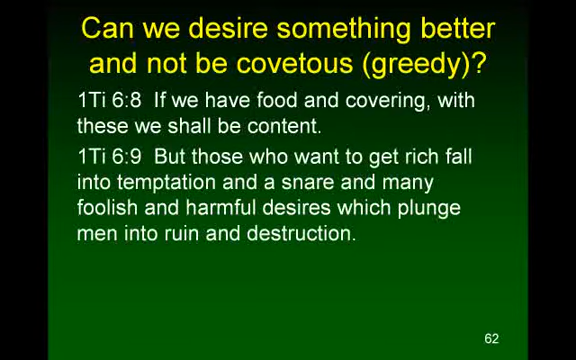 Can we desire something better
and not be covetous (greedy)?
1Ti 6:8  If we have food and covering, with
these we shall be content.
1Ti 6:9  But those who want to get rich fall
into temptation and a snare and many
foolish and harmful desires which plunge
men into ruin and destruction.
62